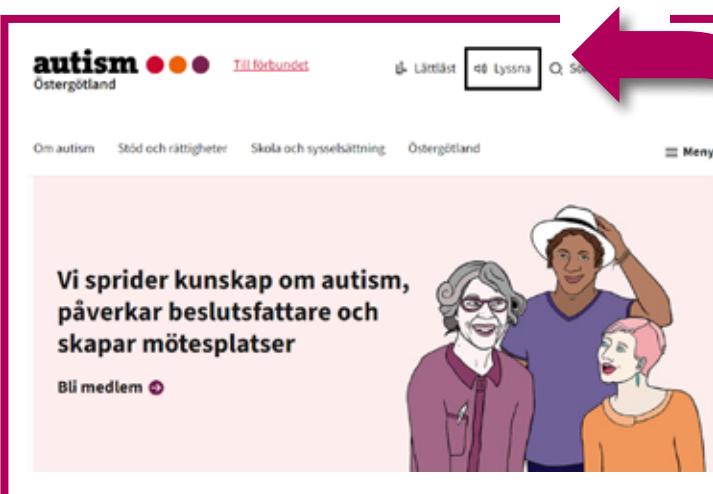 autism
Östergötland
Till förbundet
Lättläst
Lyssna
Om autism
Stöd och rättigheter
Skola och sysselsättning
Östergötland
Meny
Vi sprider kunskap om autism,
påverkar beslutsfattare och
skapar mötesplatser
Bli medlem